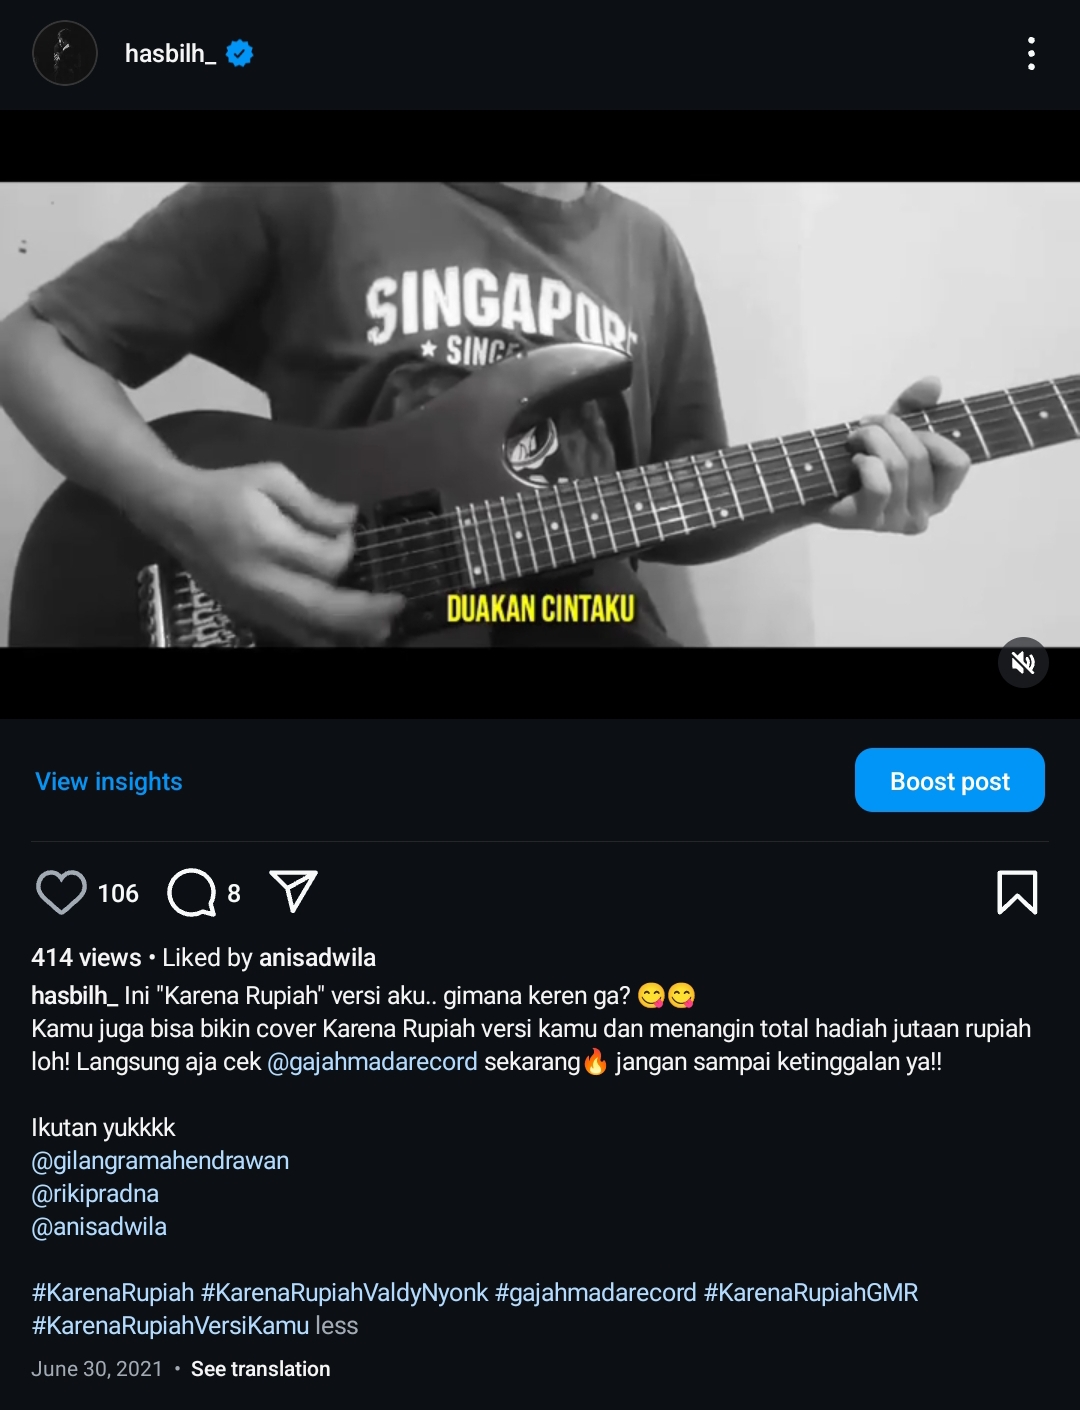 hasbilh_
SINGAPORE
★ SINCE
DUAKAN CINTAKU
View insights
Boost post
106
8
414 views • Liked by anisadwila
hasbilh_ Ini "Karena Rupiah" versi aku.. gimana keren ga? 😋😋
Kamu juga bisa bikin cover Karena Rupiah versi kamu dan menangin total hadiah jutaan rupiah
loh! Langsung aja cek @gajahmadarecord sekarang🔥 jangan sampai ketinggalan ya!!
Ikutan yukkkk
@gilangramahendrawan
@rikipradna
@anisadwila
#KarenaRupiah #KarenaRupiahValdyNyonk #gajahmadarecord #KarenaRupiahGMR
#KarenaRupiahVersiKamu less
June 30, 2021 • See translation